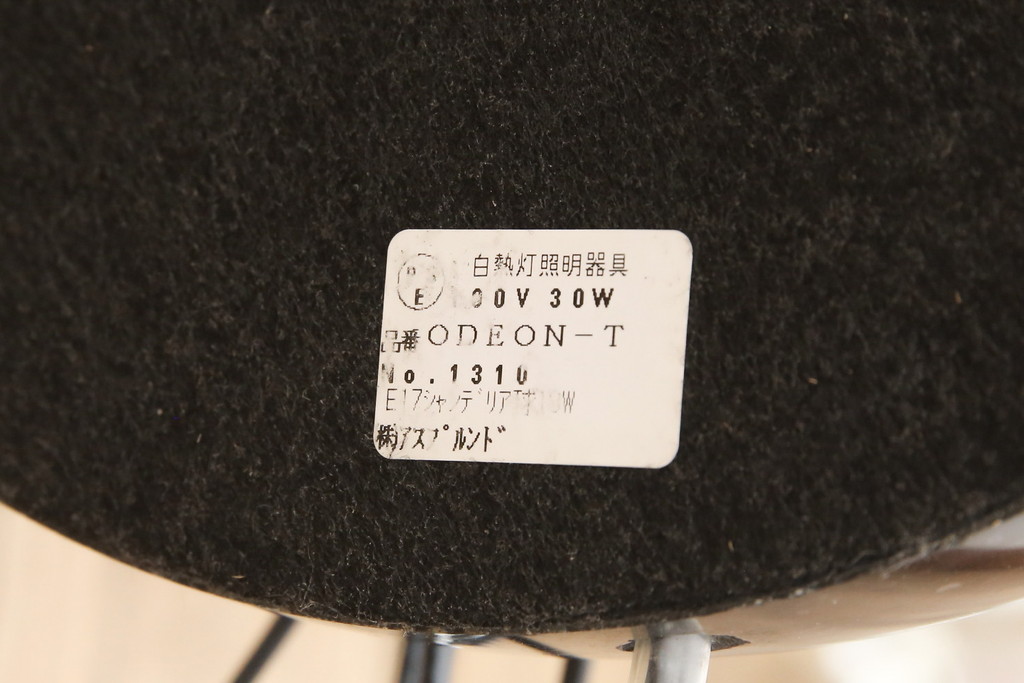 P S E 白熱灯照明器具
00V 30W
品番 ODEON-T
No.1310
E17シャンデリア球 W
㈱アスプルンド